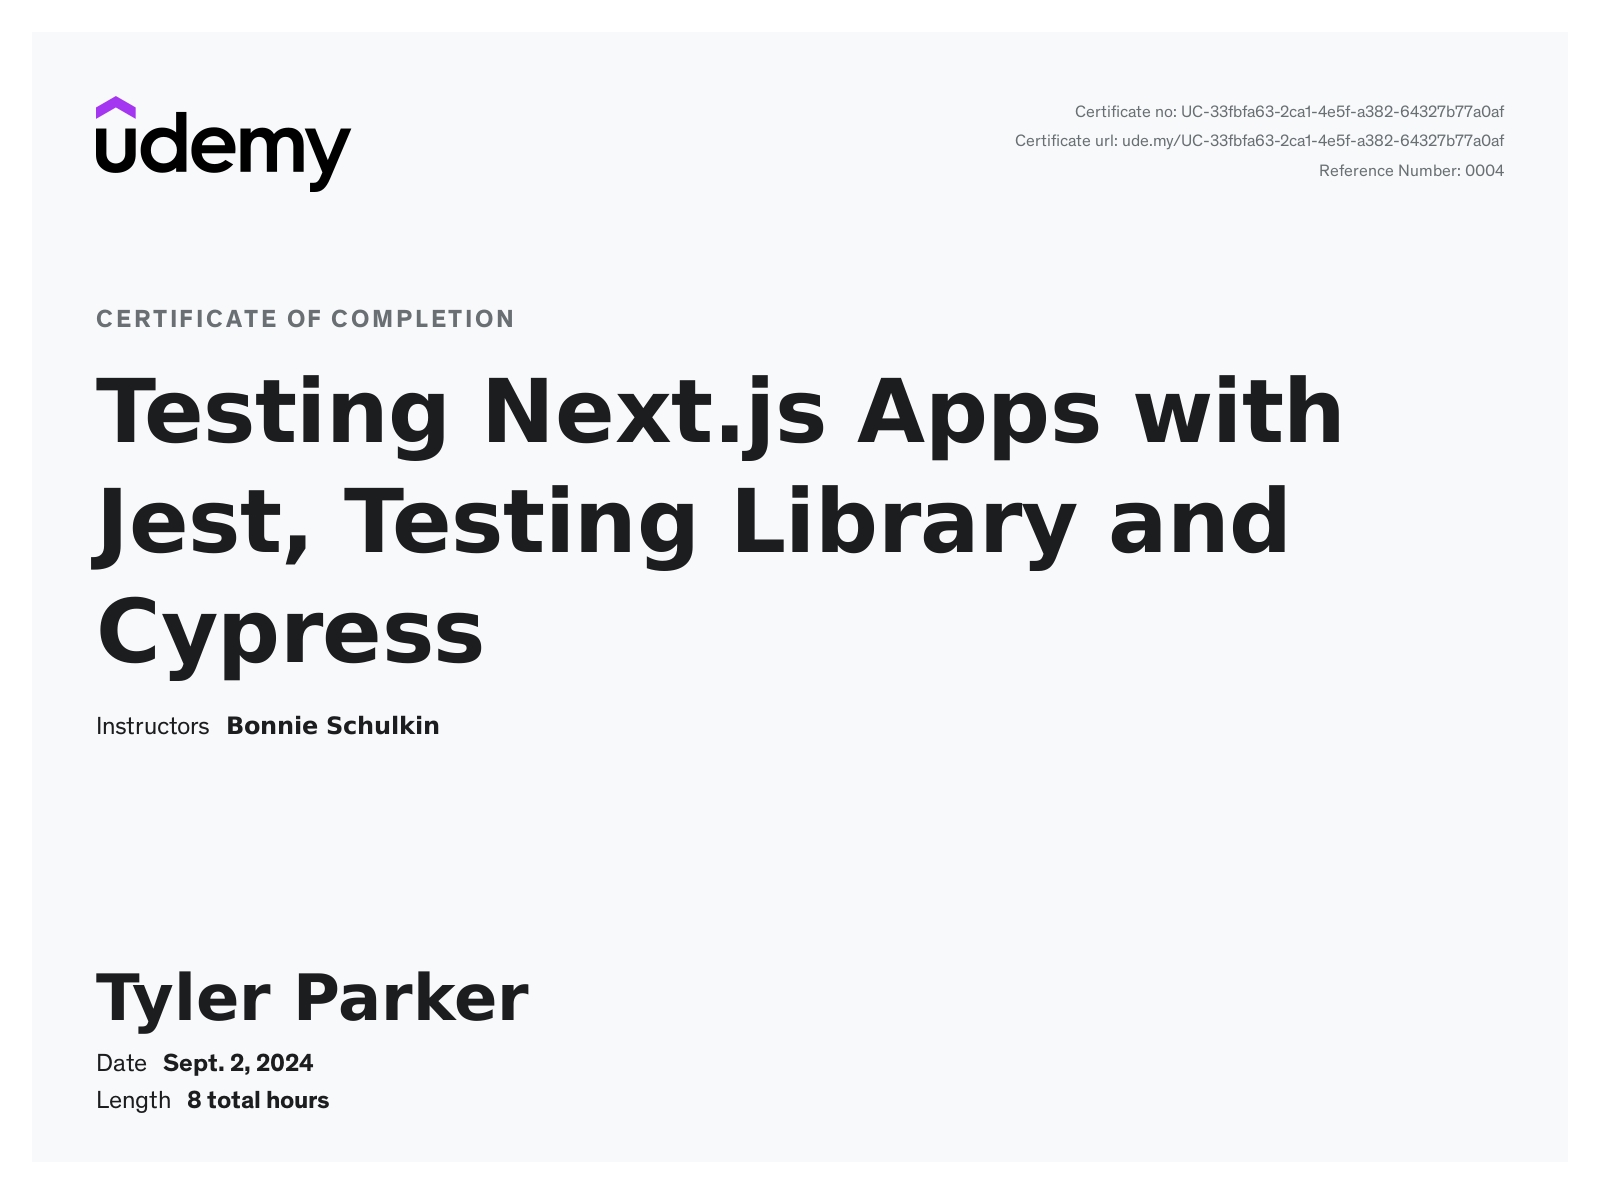 udemy
Certificate no: UC-33fbfa63-2ca1-4e5f-a382-64327b77a0af
Certificate url: ude.my/UC-33fbfa63-2ca1-4e5f-a382-64327b77a0af
Reference Number: 0004
CERTIFICATE OF COMPLETION
Testing Next.js Apps with
Jest, Testing Library and
Cypress
Instructors Bonnie Schulkin
Tyler Parker
Date Sept. 2, 2024
Length 8 total hours